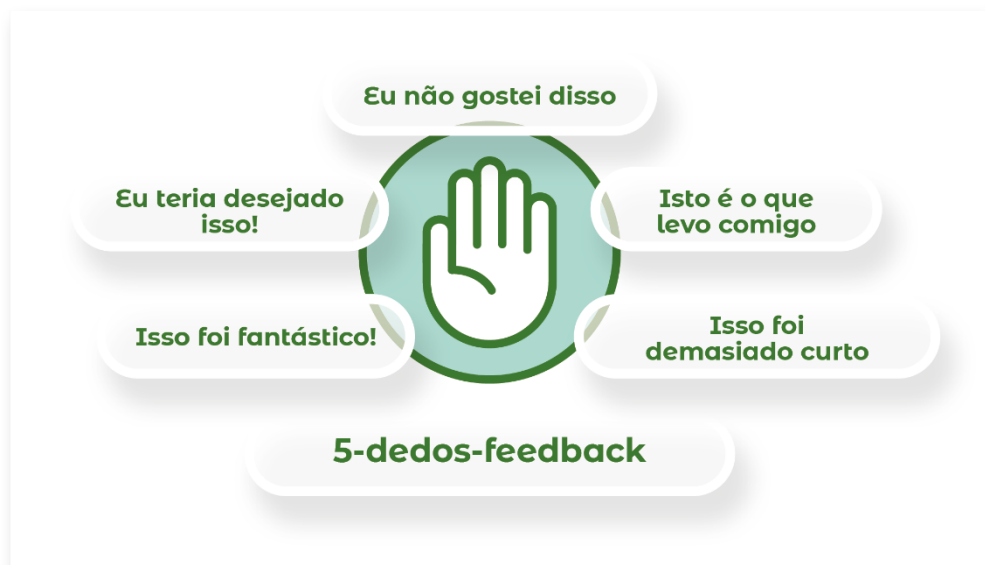 Eu não gostei disso
Eu teria desejado
isso!
Isto é o que
levo comigo
Isso foi fantástico!
Isso foi
demasiado curto
5-dedos-feedback